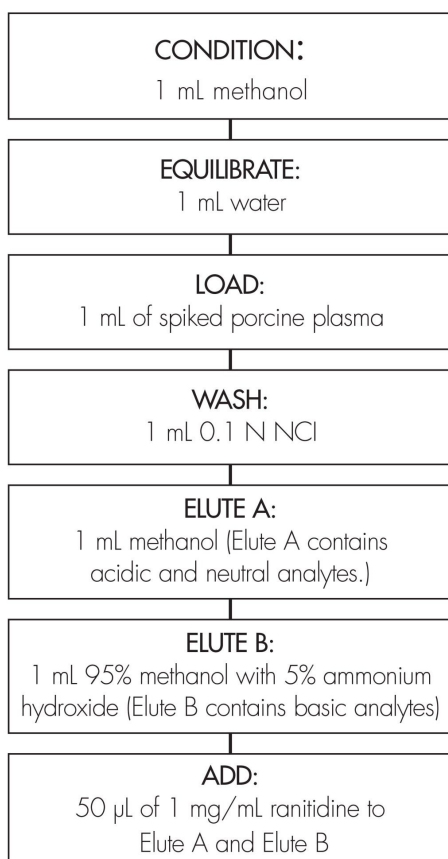 CONDITION:
1 mL methanol
EQUILIBRATE:
1 mL water
LOAD:
1 mL of spiked porcine plasma
WASH:
1 mL 0.1 N NCl
ELUTE A:
1 mL methanol (Elute A contains
acidic and neutral analytes.)
ELUTE B:
1 mL 95% methanol with 5% ammonium
hydroxide (Elute B contains basic analytes)
ADD:
50 µL of 1 mg/mL ranitidine to
Elute A and Elute B